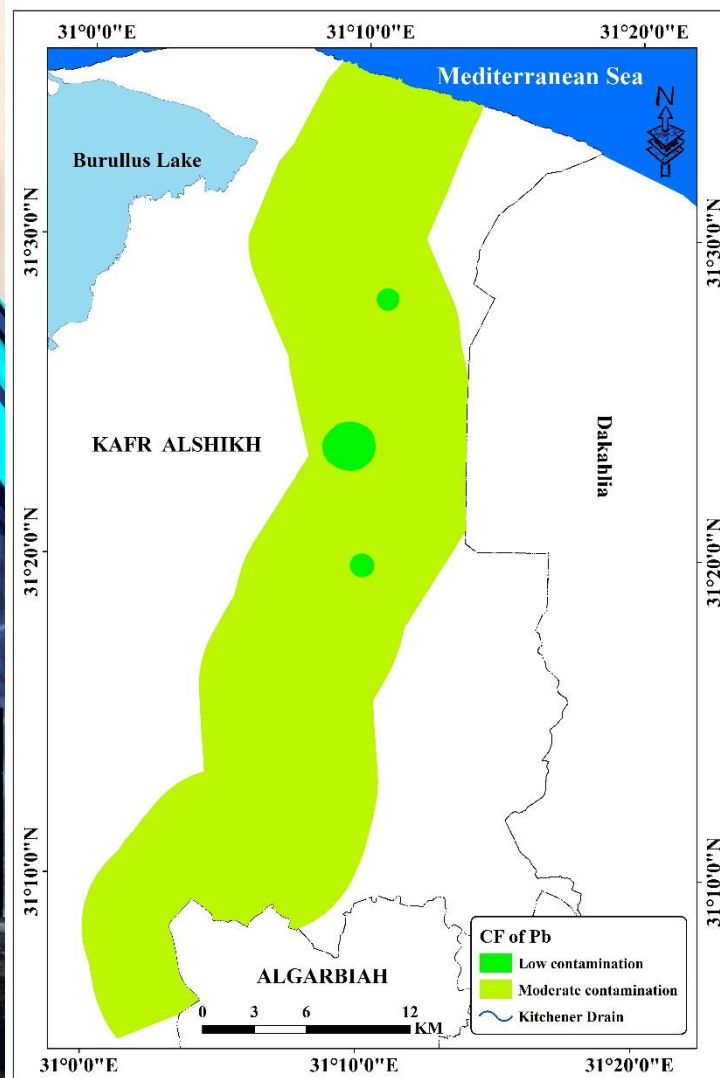 31°0'0"E 31°10'0"E 31°20'0"E
Mediterranean Sea
N
Burullus Lake
31°30'0"N
31°30'0"N
KAFR ALSHIKH
Dakahlia
31°20'0"N
31°20'0"N
31°10'0"N
31°10'0"N
CF of Pb
Low contamination
Moderate contamination
Kitchener Drain
ALGARBIAH
0 3 6 12
KM
31°0'0"E 31°10'0"E 31°20'0"E